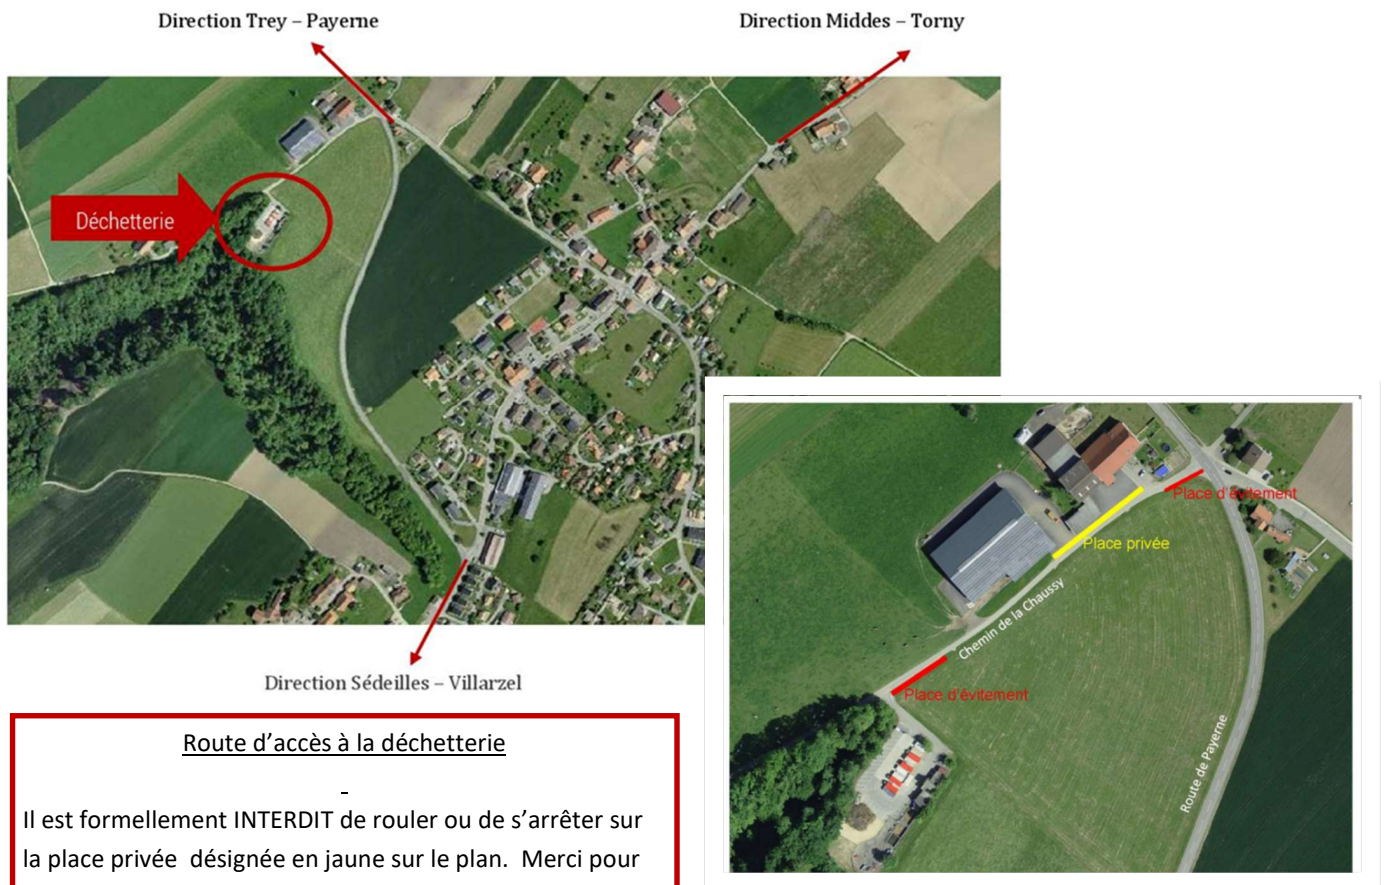 Direction Trey – Payerne
Direction Middes – Torny
Déchetterie
Direction Sédeilles – Villarzel
Place d'évitement
Place privée
Chemin de la Chaussy
Place d'évitement
Route de Payerne
Route d’accès à la déchetterie
Il est formellement INTERDIT de rouler ou de s’arrêter sur
la place privée désignée en jaune sur le plan. Merci pour